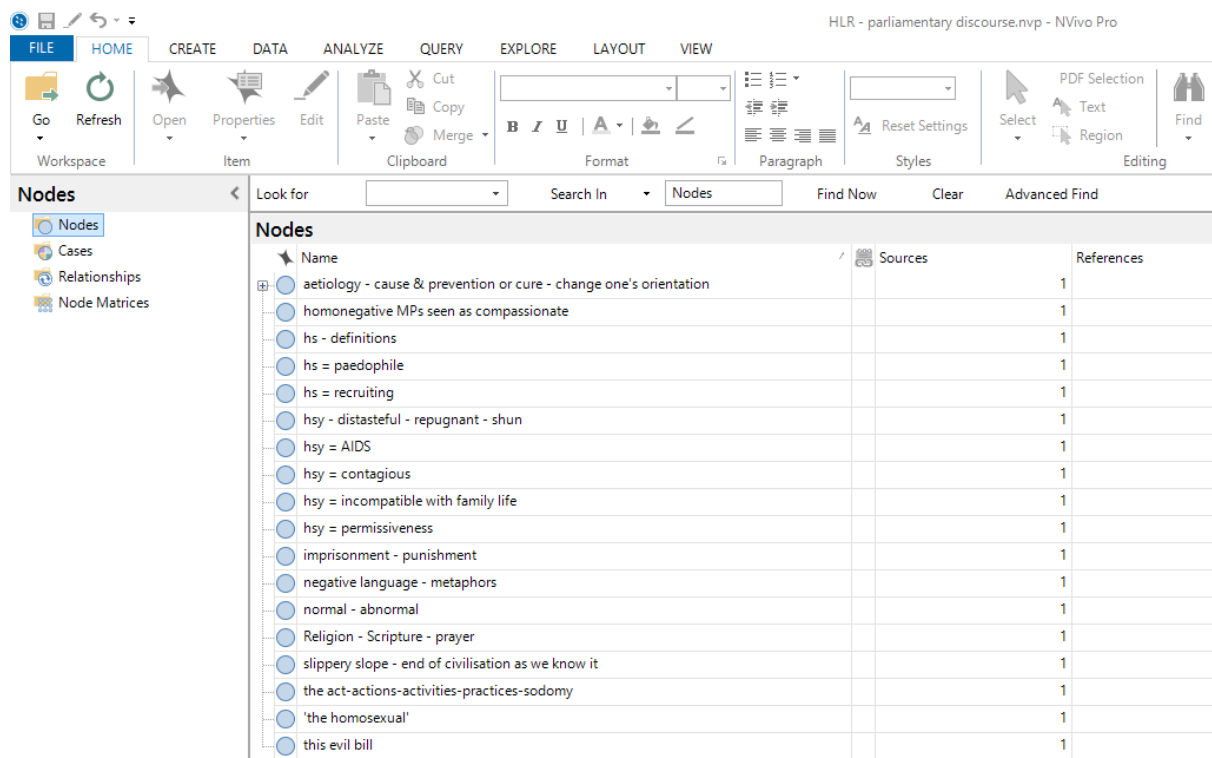 HLR - parliamentary discourse.nvp - NVivo Pro
FILE HOME CREATE DATA ANALYZE QUERY EXPLORE LAYOUT VIEW
Go Refresh Open Properties Edit Paste Cut Copy Merge B I U A Reset Settings Select PDF Selection Text Region Find
Workspace Item Clipboard Format Paragraph Styles Editing
Nodes Look for Search In Nodes Find Now Clear Advanced Find
Nodes
Cases
Relationships
Node Matrices
Nodes
Name Sources References
aetiology - cause & prevention or cure - change one's orientation 1
homonegative MPs seen as compassionate 1
hs - definitions 1
hs = paedophile 1
hs = recruiting 1
hsy - distasteful - repugnant - shun 1
hsy = AIDS 1
hsy = contagious 1
hsy = incompatible with family life 1
hsy = permissiveness 1
imprisonment - punishment 1
negative language - metaphors 1
normal - abnormal 1
Religion - Scripture - prayer 1
slippery slope - end of civilisation as we know it 1
the act-actions-activities-practices-sodomy 1
'the homosexual' 1
this evil bill 1